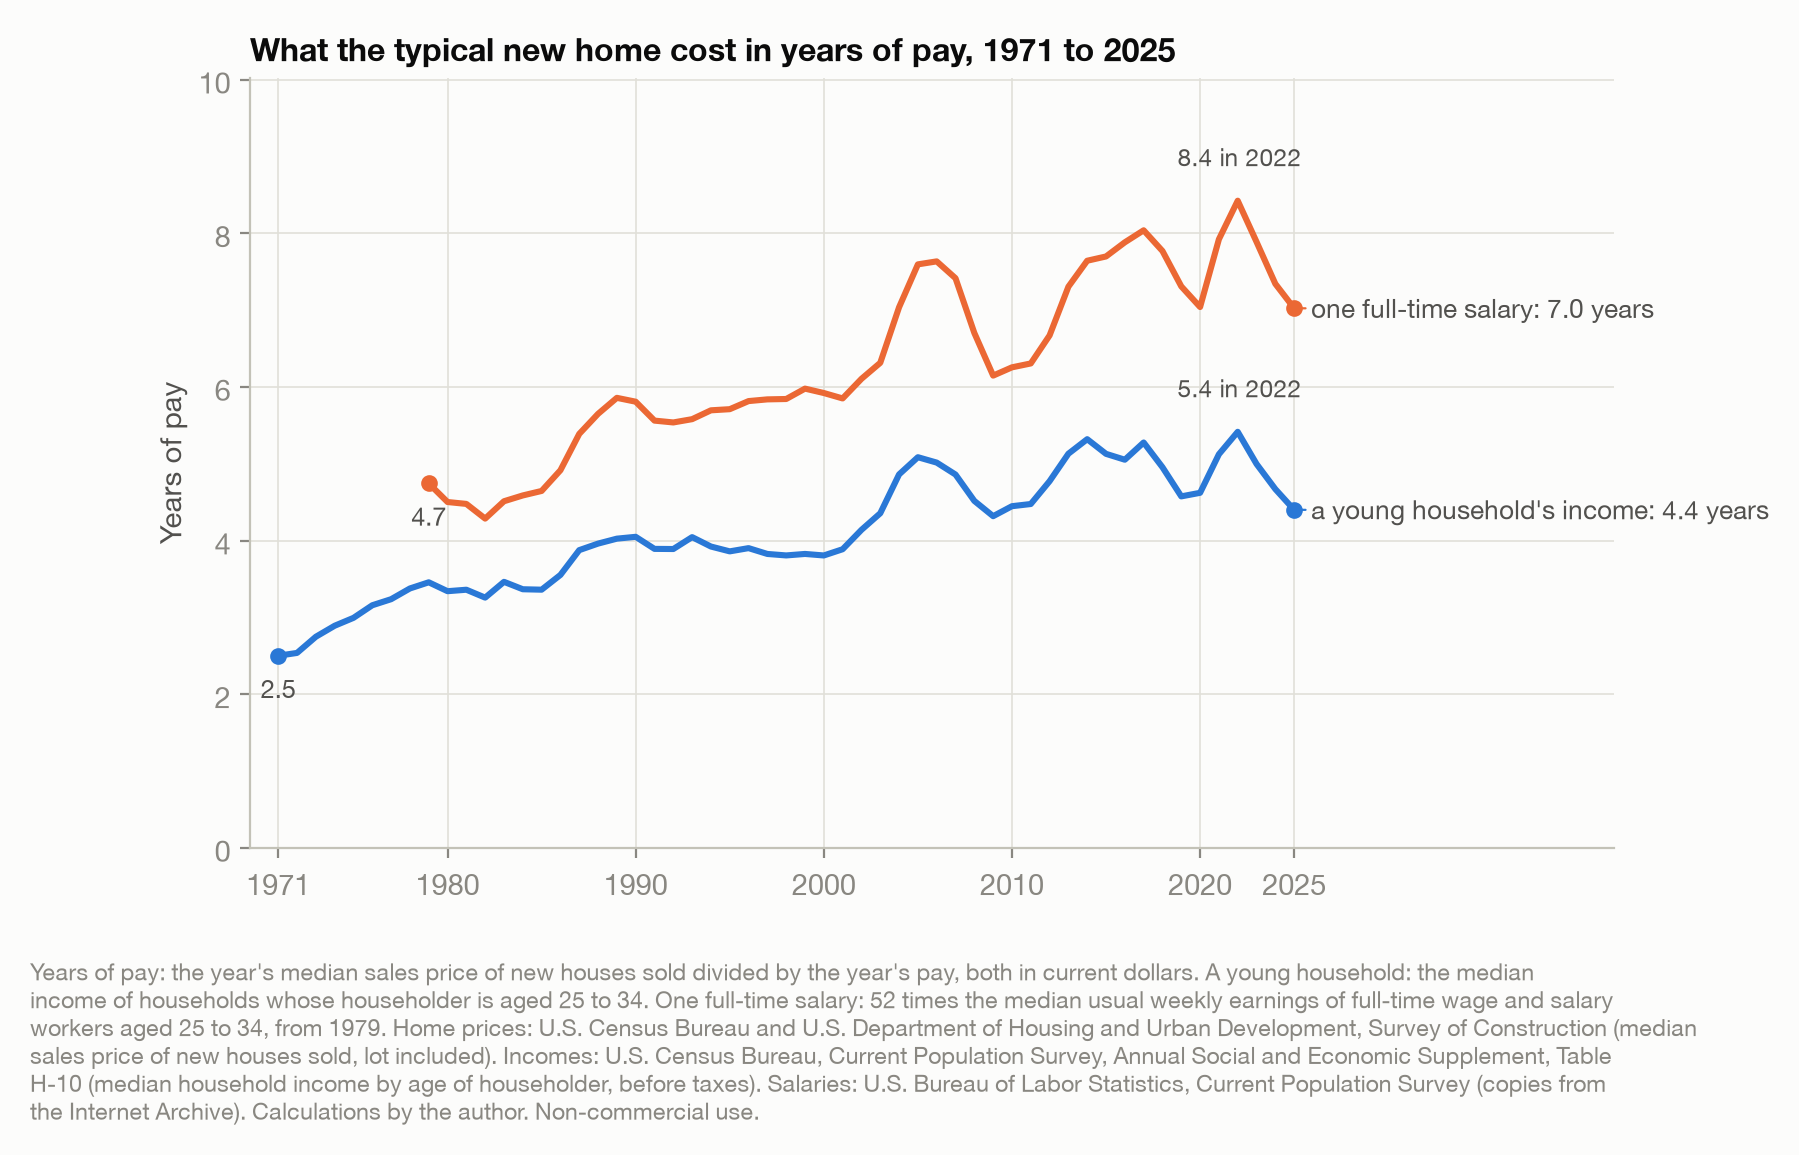 What the typical new home cost in years of pay, 1971 to 2025
10
8
6
4
2
0
Years of pay
8.4 in 2022
one full-time salary: 7.0 years
5.4 in 2022
4.7
a young household's income: 4.4 years
2.5
1971 1980 1990 2000 2010 2020 2025
Years of pay: the year's median sales price of new houses sold divided by the year's pay, both in current dollars. A young household: the median
income of households whose householder is aged 25 to 34. One full-time salary: 52 times the median usual weekly earnings of full-time wage and salary
workers aged 25 to 34, from 1979. Home prices: U.S. Census Bureau and U.S. Department of Housing and Urban Development, Survey of Construction (median
sales price of new houses sold, lot included). Incomes: U.S. Census Bureau, Current Population Survey, Annual Social and Economic Supplement, Table
H-10 (median household income by age of householder, before taxes). Salaries: U.S. Bureau of Labor Statistics, Current Population Survey (copies from
the Internet Archive). Calculations by the author. Non-commercial use.